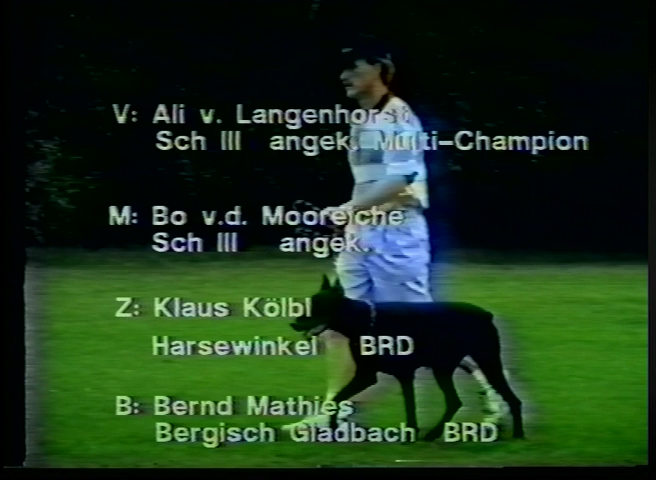 V: Ali v. Langenhorst
Sch III angek. Multi-Champion
M: Bo v.d. Mooreiche
Sch III angek.
Z: Klaus Kölbl
Harsewinkel BRD
B: Bernd Mathies
Bergisch Gladbach BRD